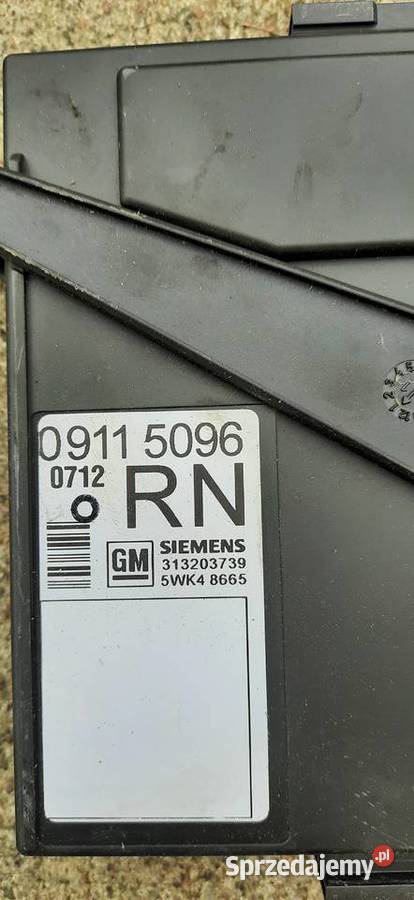 0911 5096
0712
RN
GM
SIEMENS
313203739
5WK4 8665
Sprzedajemy.pl